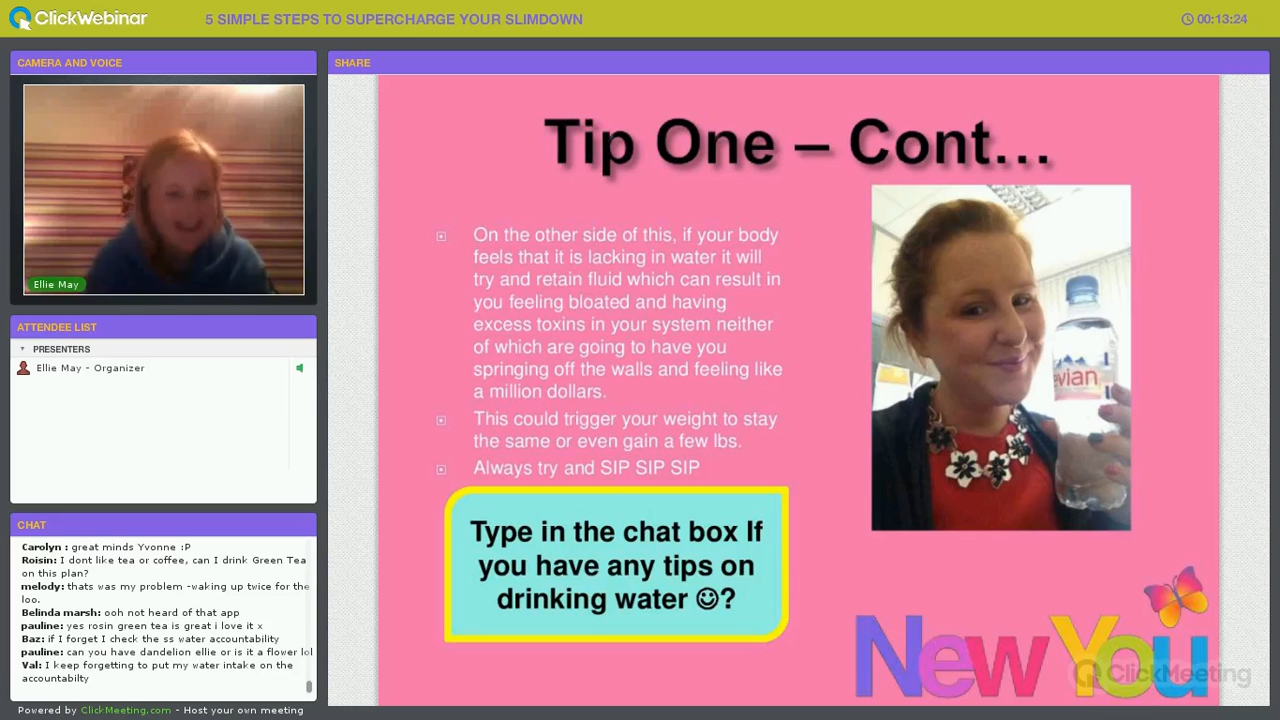 ClickWebinar
5 SIMPLE STEPS TO SUPERCHARGE YOUR SLIMDOWN
00:13:24
CAMERA AND VOICE
Ellie May
ATTENDEE LIST
PRESENTERS
Ellie May - Organizer
CHAT
Carolyn : great minds Yvonne :P
Roisin: I dont like tea or coffee, can I drink Green Tea
on this plan?
melody: thats was my problem -waking up twice for the
loo.
Belinda marsh: ooh not heard of that app
pauline: yes rosin green tea is great i love it x
Baz: if I forget I check the ss water accountability
pauline: can you have dandelion ellie or is it a flower lol
Val: I keep forgetting to put my water intake on the
accountabilty
Powered by ClickMeeting.com - Host your own meeting
SHARE
Tip One – Cont...
On the other side of this, if your body
feels that it is lacking in water it will
try and retain fluid which can result in
you feeling bloated and having
excess toxins in your system neither
of which are going to have you
springing off the walls and feeling like
a million dollars.
This could trigger your weight to stay
the same or even gain a few lbs.
Always try and SIP SIP SIP
Type in the chat box If
you have any tips on
drinking water ☺?
evian
New You
ClickMeeting